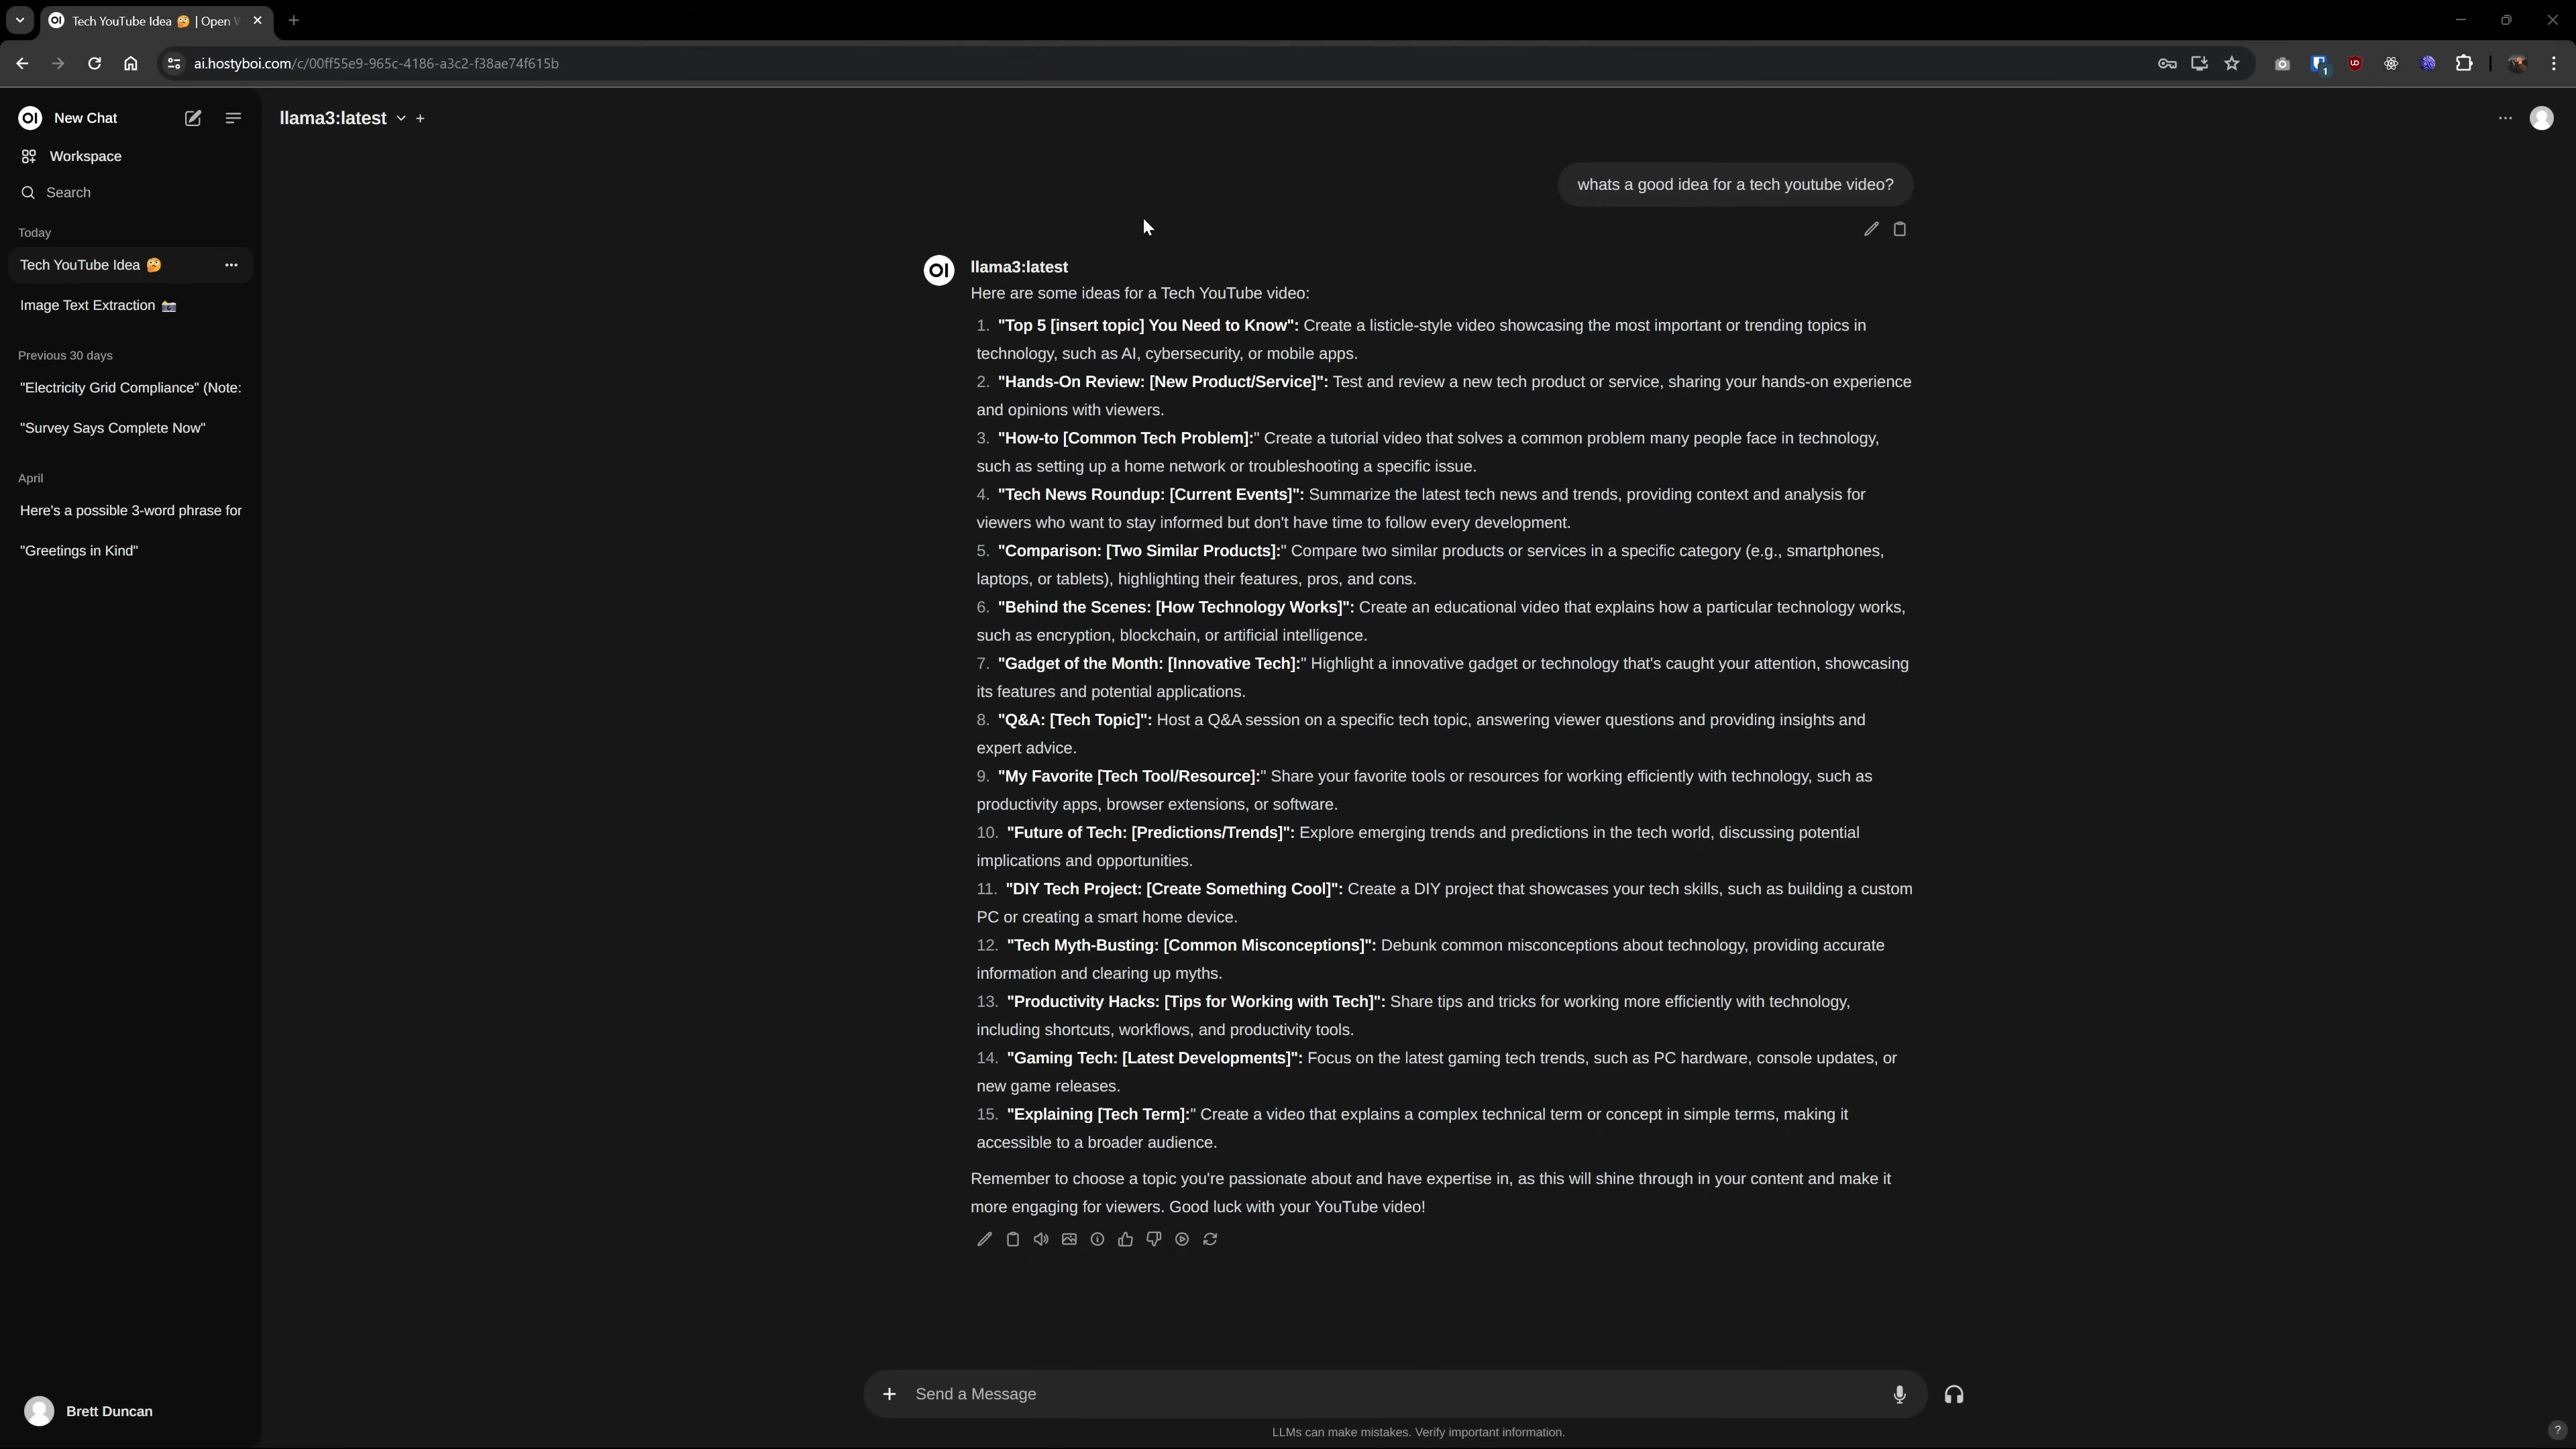 Tech YouTube Idea 🤔 | Open W
ai.hostyboi.com/c/00ff55e9-965c-4186-a3c2-f38ae74f615b
1
OI New Chat
llama3:latest
Workspace
Search
whats a good idea for a tech youtube video?
Today
Tech YouTube Idea 🤔
Image Text Extraction 📷
Previous 30 days
"Electricity Grid Compliance" (Note:
"Survey Says Complete Now"
April
Here's a possible 3-word phrase for
"Greetings in Kind"
OI llama3:latest
Here are some ideas for a Tech YouTube video:
1. "Top 5 [insert topic] You Need to Know": Create a listicle-style video showcasing the most important or trending topics in
technology, such as AI, cybersecurity, or mobile apps.
2. "Hands-On Review: [New Product/Service]": Test and review a new tech product or service, sharing your hands-on experience
and opinions with viewers.
3. "How-to [Common Tech Problem]:" Create a tutorial video that solves a common problem many people face in technology,
such as setting up a home network or troubleshooting a specific issue.
4. "Tech News Roundup: [Current Events]": Summarize the latest tech news and trends, providing context and analysis for
viewers who want to stay informed but don't have time to follow every development.
5. "Comparison: [Two Similar Products]:" Compare two similar products or services in a specific category (e.g., smartphones,
laptops, or tablets), highlighting their features, pros, and cons.
6. "Behind the Scenes: [How Technology Works]": Create an educational video that explains how a particular technology works,
such as encryption, blockchain, or artificial intelligence.
7. "Gadget of the Month: [Innovative Tech]:" Highlight a innovative gadget or technology that's caught your attention, showcasing
its features and potential applications.
8. "Q&A: [Tech Topic]": Host a Q&A session on a specific tech topic, answering viewer questions and providing insights and
expert advice.
9. "My Favorite [Tech Tool/Resource]:" Share your favorite tools or resources for working efficiently with technology, such as
productivity apps, browser extensions, or software.
10. "Future of Tech: [Predictions/Trends]": Explore emerging trends and predictions in the tech world, discussing potential
implications and opportunities.
11. "DIY Tech Project: [Create Something Cool]": Create a DIY project that showcases your tech skills, such as building a custom
PC or creating a smart home device.
12. "Tech Myth-Busting: [Common Misconceptions]": Debunk common misconceptions about technology, providing accurate
information and clearing up myths.
13. "Productivity Hacks: [Tips for Working with Tech]": Share tips and tricks for working more efficiently with technology,
including shortcuts, workflows, and productivity tools.
14. "Gaming Tech: [Latest Developments]": Focus on the latest gaming tech trends, such as PC hardware, console updates, or
new game releases.
15. "Explaining [Tech Term]:" Create a video that explains a complex technical term or concept in simple terms, making it
accessible to a broader audience.
Remember to choose a topic you're passionate about and have expertise in, as this will shine through in your content and make it
more engaging for viewers. Good luck with your YouTube video!
Send a Message
Brett Duncan
LLMs can make mistakes. Verify important information.
?